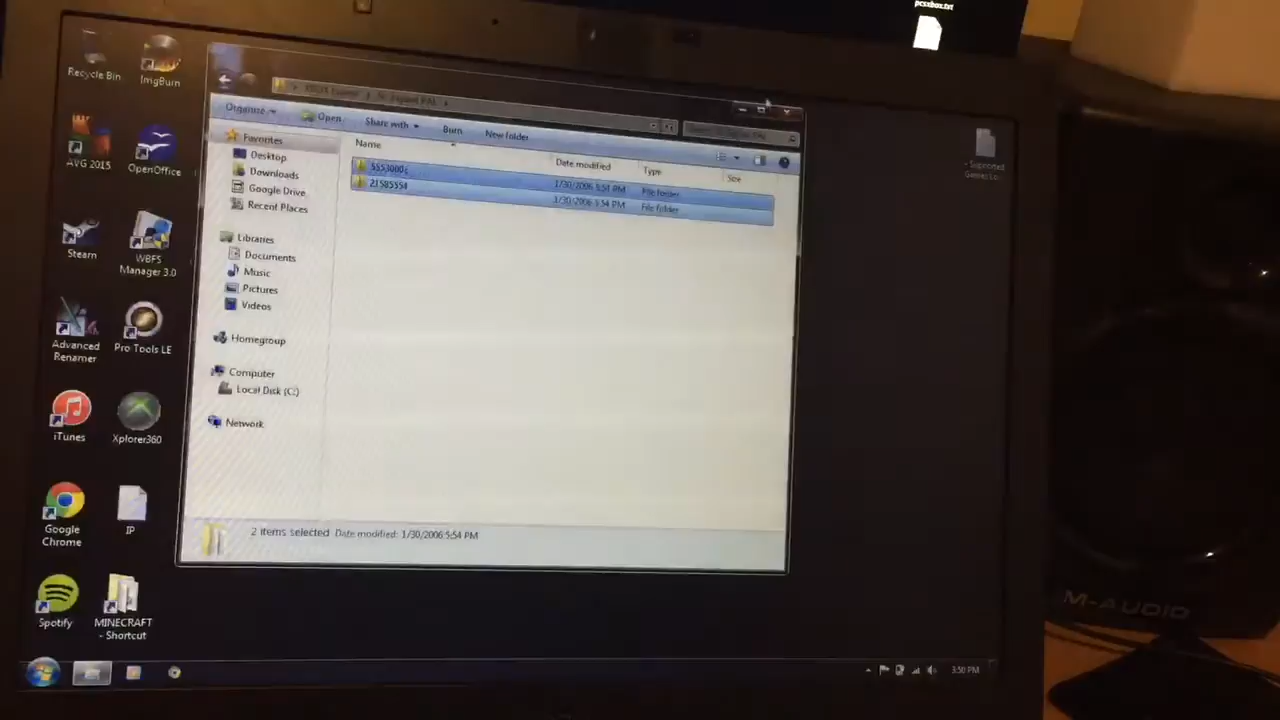 pcsxbox.txt
Recycle Bin
ImgBurn
AVG 2015
OpenOffice
Steam
WBFS
Manager 3.0
Advanced
Renamer
Pro Tools LE
iTunes
Xplorer360
Google
Chrome
IP
Spotify
MINECRAFT
- Shortcut
Organize
Open
Share with
Burn
New folder
Favorites
Desktop
Downloads
Google Drive
Recent Places
Libraries
Documents
Music
Pictures
Videos
Homegroup
Computer
Local Disk (C:)
Network
Name
Date modified
Type
Size
1/30/2006 5:54 PM
File folder
1/30/2006 5:54 PM
File folder
2 items selected Date modified: 1/30/2006 5:54 PM
- Supported
3:50 PM
M-AUDIO